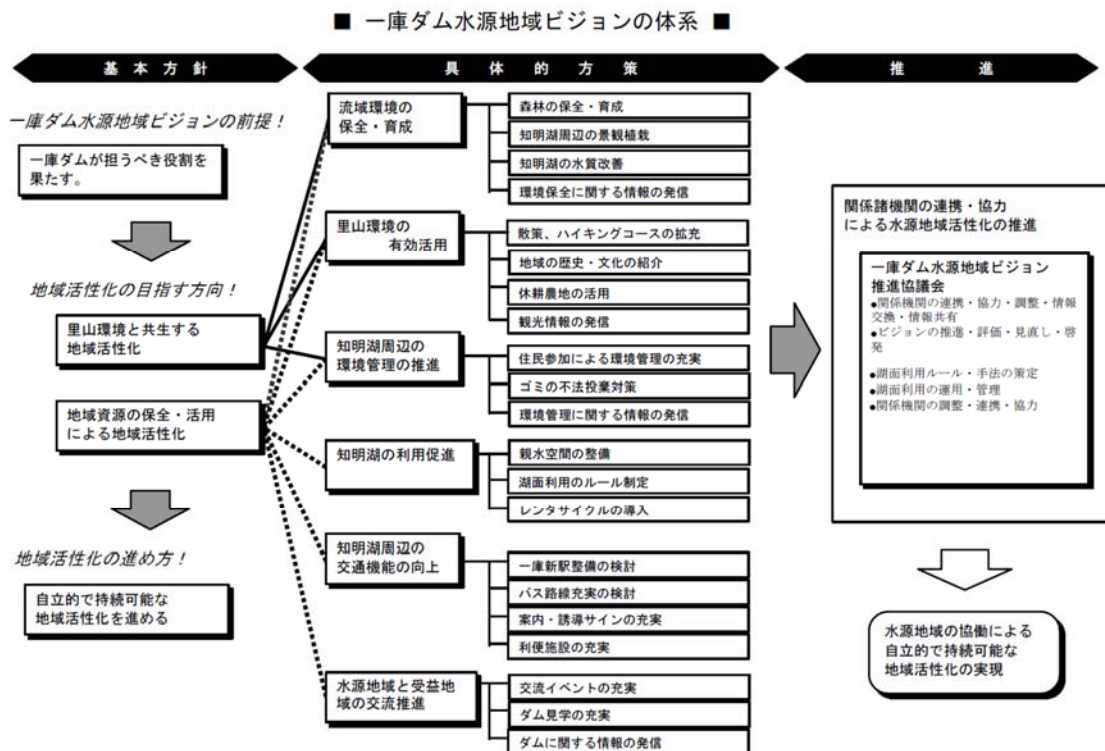 ■ 一庫ダム水源地域ビジョンの体系 ■
基本方針
一庫ダム水源地域ビジョンの前提！
一庫ダムが担うべき役割を
果たす。
地域活性化の目指す方向！
里山環境と共生する
地域活性化
地域資源の保全・活用
による地域活性化
地域活性化の進め方！
自立的で持続可能な
地域活性化を進める
具体的方策
流域環境の
保全・育成
森林の保全・育成
知明湖周辺の景観植栽
知明湖の水質改善
環境保全に関する情報の発信
里山環境の
有効活用
散策、ハイキングコースの拡充
地域の歴史・文化の紹介
休耕農地の活用
観光情報の発信
知明湖周辺の
環境管理の推進
住民参加による環境管理の充実
ゴミの不法投棄対策
環境管理に関する情報の発信
知明湖の利用促進
親水空間の整備
湖面利用のルール制定
レンタサイクルの導入
知明湖周辺の
交通機能の向上
一庫新駅整備の検討
バス路線充実の検討
案内・誘導サインの充実
利便施設の充実
水源地域と受益地
域の交流推進
交流イベントの充実
ダム見学の充実
ダムに関する情報の発信
推進
関係諸機関の連携・協力
による水源地域活性化の推進
一庫ダム水源地域ビジョン
推進協議会
●関係機関の連携・協力・調整・情報
交換・情報共有
●ビジョンの推進・評価・見直し・啓
発
●湖面利用ルール・手法の策定
●湖面利用の運用・管理
●関係機関の調整・連携・協力
水源地域の協働による
自立的で持続可能な
地域活性化の実現